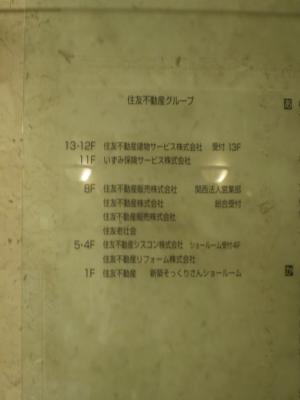 住友不動産グループ
あ
13・12F 住友不動産建物サービス株式会社 受付 13F
11F いずみ保険サービス株式会社
8F 住友不動産販売株式会社 関西法人営業部
住友不動産株式会社 総合受付
住友不動産販売株式会社
住友老社会
5・4F 住友不動産シスコン株式会社 ショールーム受付4F
住友不動産リフォーム株式会社
1F 住友不動産 新築そっくりさんショールーム
か